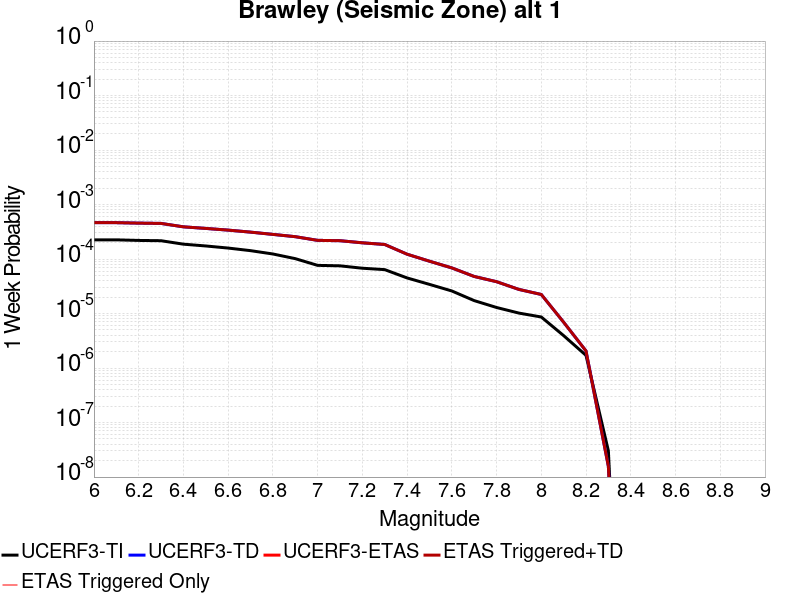 Brawley (Seismic Zone) alt 1
10^0
10^-1
10^-2
10^-3
10^-4
10^-5
10^-6
10^-7
10^-8
1 Week Probability
6 6.2 6.4 6.6 6.8 7 7.2 7.4 7.6 7.8 8 8.2 8.4 8.6 8.8 9
Magnitude
UCERF3-TI UCERF3-TD UCERF3-ETAS ETAS Triggered+TD
ETAS Triggered Only